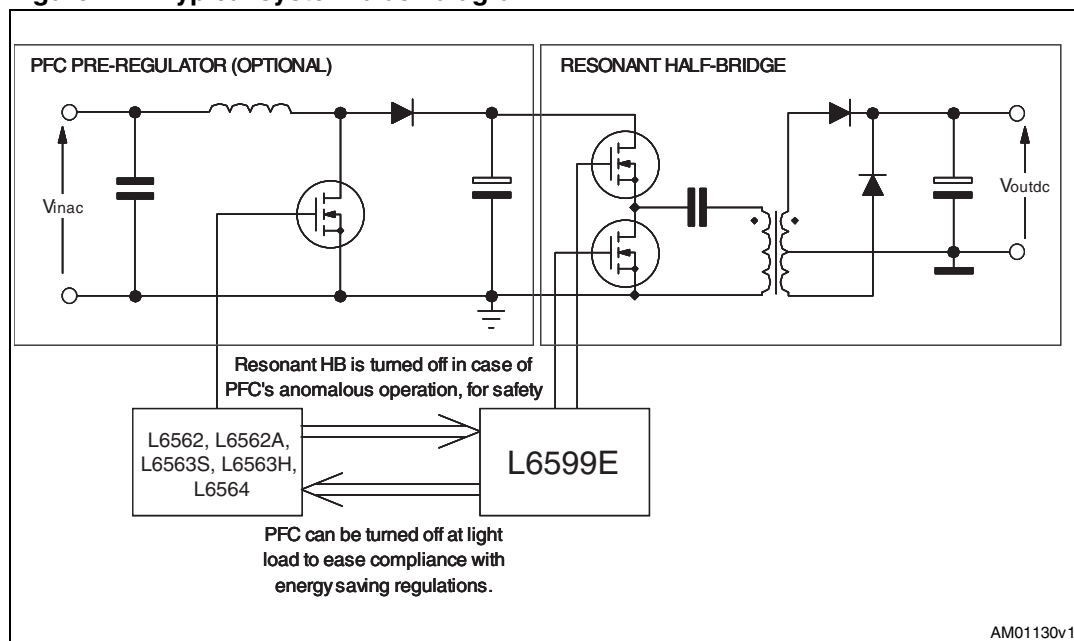 PFC PRE-REGULATOR (OPTIONAL)
RESONANT HALF-BRIDGE
Vinac
Voutdc
Resonant HB is turned off in case of
PFC's anomalous operation, for safety
L6562, L6562A,
L6563S, L6563H,
L6564
L6599E
PFC can be turned off at light
load to ease compliance with
energy saving regulations.
AM01130v1